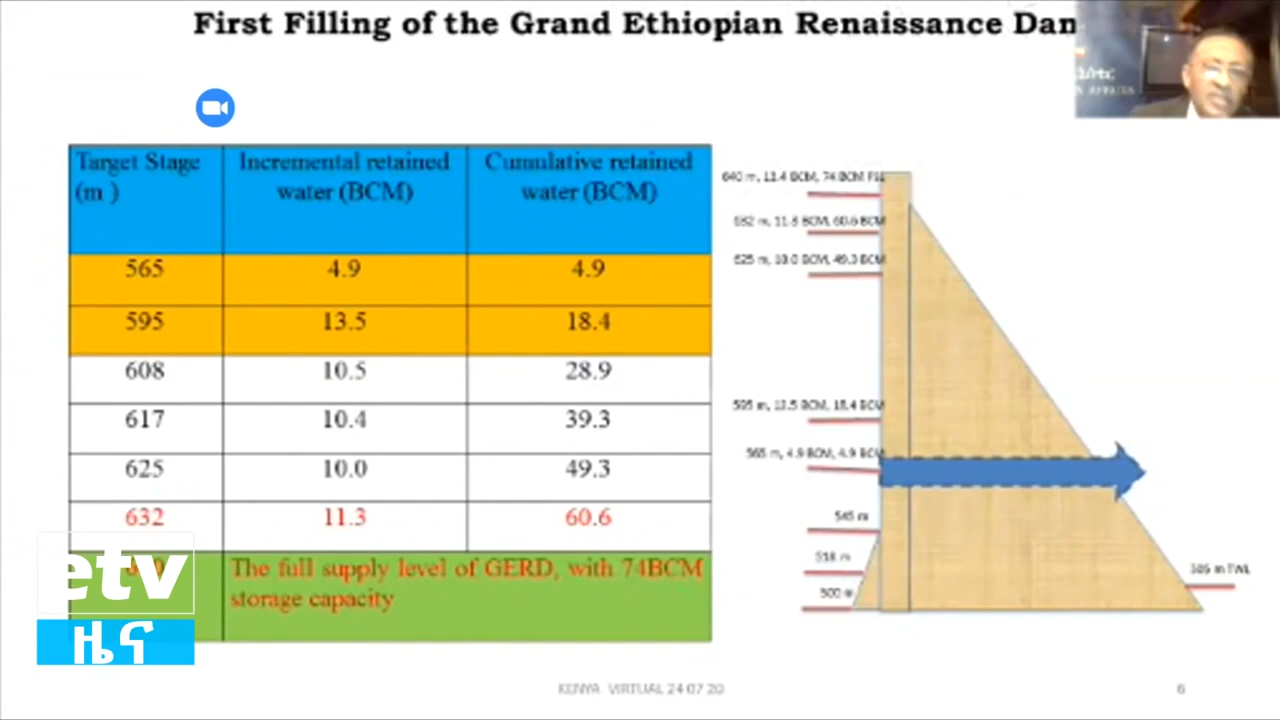 First Filling of the Grand Ethiopian Renaissance Dam
Target Stage
(m )
Incremental retained
water (BCM)
Cumulative retained
water (BCM)
565 4.9 4.9
595 13.5 18.4
608 10.5 28.9
617 10.4 39.3
625 10.0 49.3
632 11.3 60.6
The full supply level of GERD, with 74BCM
storage capacity
640 m, 13.4 BCM, 74 BCM FSL
632 m, 11.3 BCM, 60.6 BCM
625 m, 10.0 BCM, 49.3 BCM
595 m, 13.5 BCM, 18.4 BCM
565 m, 4.9 BCM, 4.9 BCM
545 m
518 m
500 m
505 m TWL
KENYA VIRTUAL 24 07 20
6
etv
ዜና